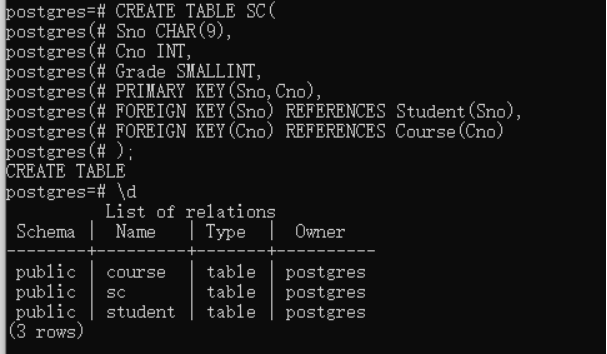 postgres=# CREATE TABLE SC(
postgres(# Sno CHAR(9),
postgres(# Cno INT,
postgres(# Grade SMALLINT,
postgres(# PRIMARY KEY(Sno,Cno),
postgres(# FOREIGN KEY(Sno) REFERENCES Student(Sno),
postgres(# FOREIGN KEY(Cno) REFERENCES Course(Cno)
postgres(# );
CREATE TABLE
postgres=# \d
          List of relations
 Schema |  Name   | Type  |  Owner
--------+---------+-------+----------
 public | course  | table | postgres
 public | sc      | table | postgres
 public | student | table | postgres
(3 rows)